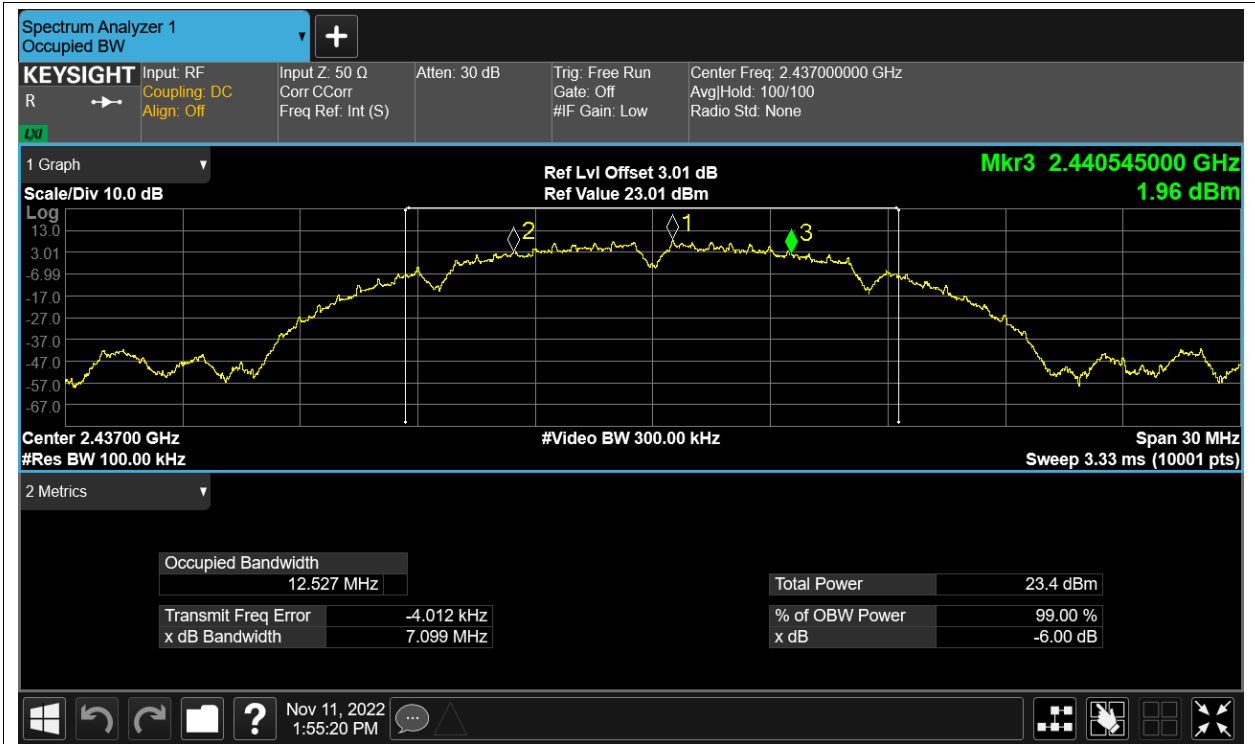 Spectrum Analyzer 1
Occupied BW
KEYSIGHT
R
LXI
Input: RF
Coupling: DC
Align: Off
Input Z: 50 Ω
Corr CCorr
Freq Ref: Int (S)
Atten: 30 dB
Trig: Free Run
Gate: Off
#IF Gain: Low
Center Freq: 2.437000000 GHz
Avg|Hold: 100/100
Radio Std: None
1 Graph
Scale/Div 10.0 dB
Ref Lvl Offset 3.01 dB
Ref Value 23.01 dBm
Mkr3 2.440545000 GHz
1.96 dBm
Log
13.0
3.01
-6.99
-17.0
-27.0
-37.0
-47.0
-57.0
-67.0
2
1
3
Center 2.43700 GHz
#Res BW 100.00 kHz
#Video BW 300.00 kHz
Span 30 MHz
Sweep 3.33 ms (10001 pts)
2 Metrics
Occupied Bandwidth
12.527 MHz
Transmit Freq Error -4.012 kHz
x dB Bandwidth 7.099 MHz
Total Power 23.4 dBm
% of OBW Power 99.00 %
x dB -6.00 dB
?
Nov 11, 2022
1:55:20 PM